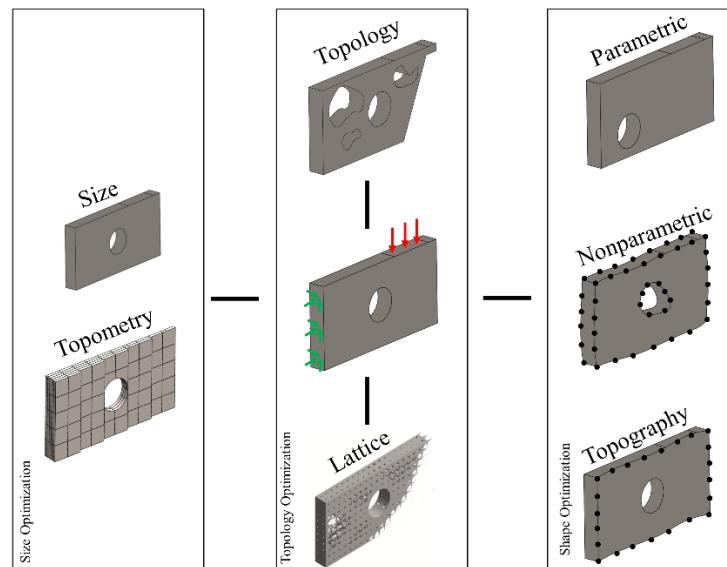 Size
Topometry
Size Optimization
Topology
Lattice
Topology Optimization
Parametric
Nonparametric
Topography
Shape Optimization